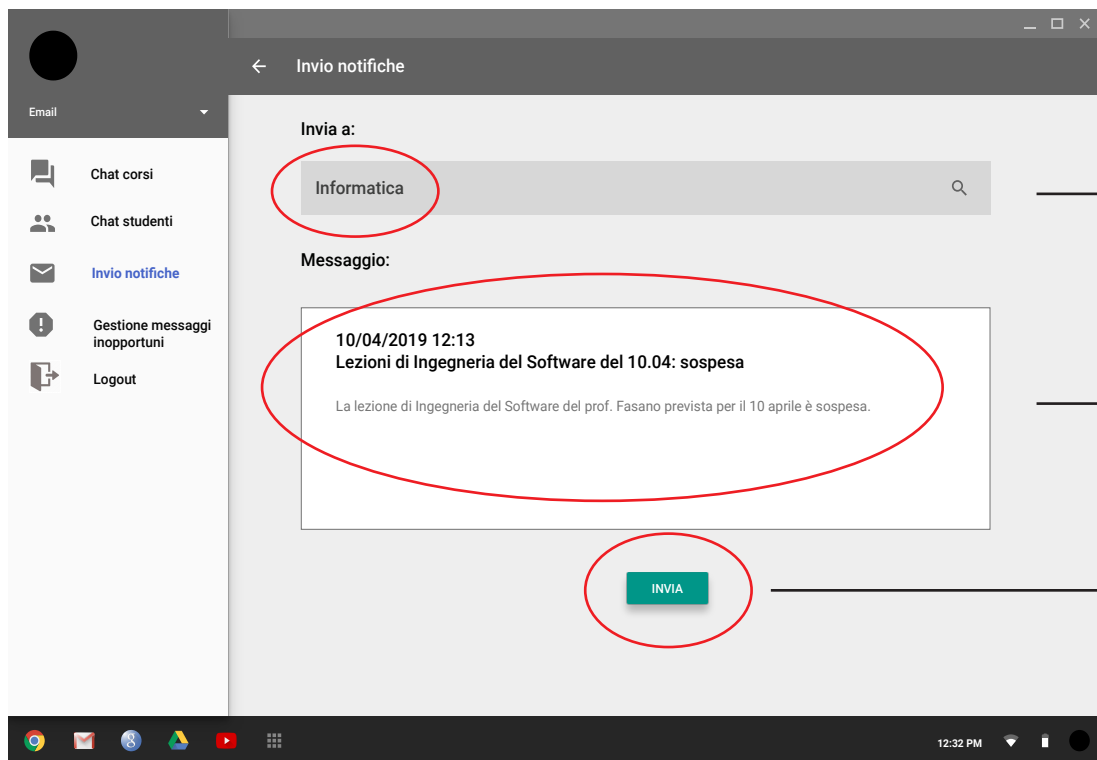 Invio notifiche
Email
Invia a:
Chat corsi
Informatica
Chat studenti
Messaggio:
Invio notifiche
Gestione messaggi
inopportuni
Logout
10/04/2019 12:13
Lezioni di Ingegneria del Software del 10.04: sospesa
La lezione di Ingegneria del Software del prof. Fasano prevista per il 10 aprile è sospesa.
INVIA
12:32 PM